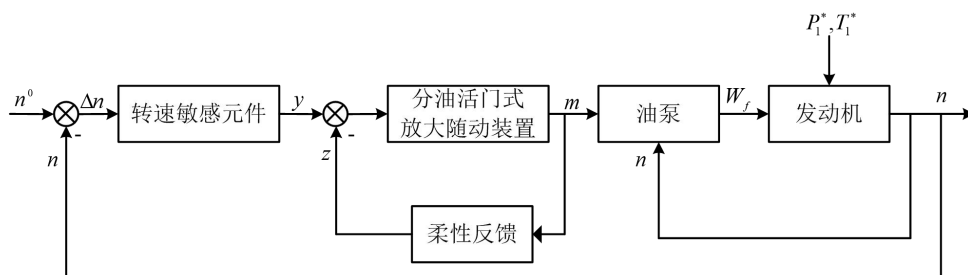 P₁*,T₁*
n⁰
Δn
转速敏感元件
y
分油活门式
放大随动装置
m
油泵
W_f
发动机
n
-
n
-
z
n
柔性反馈